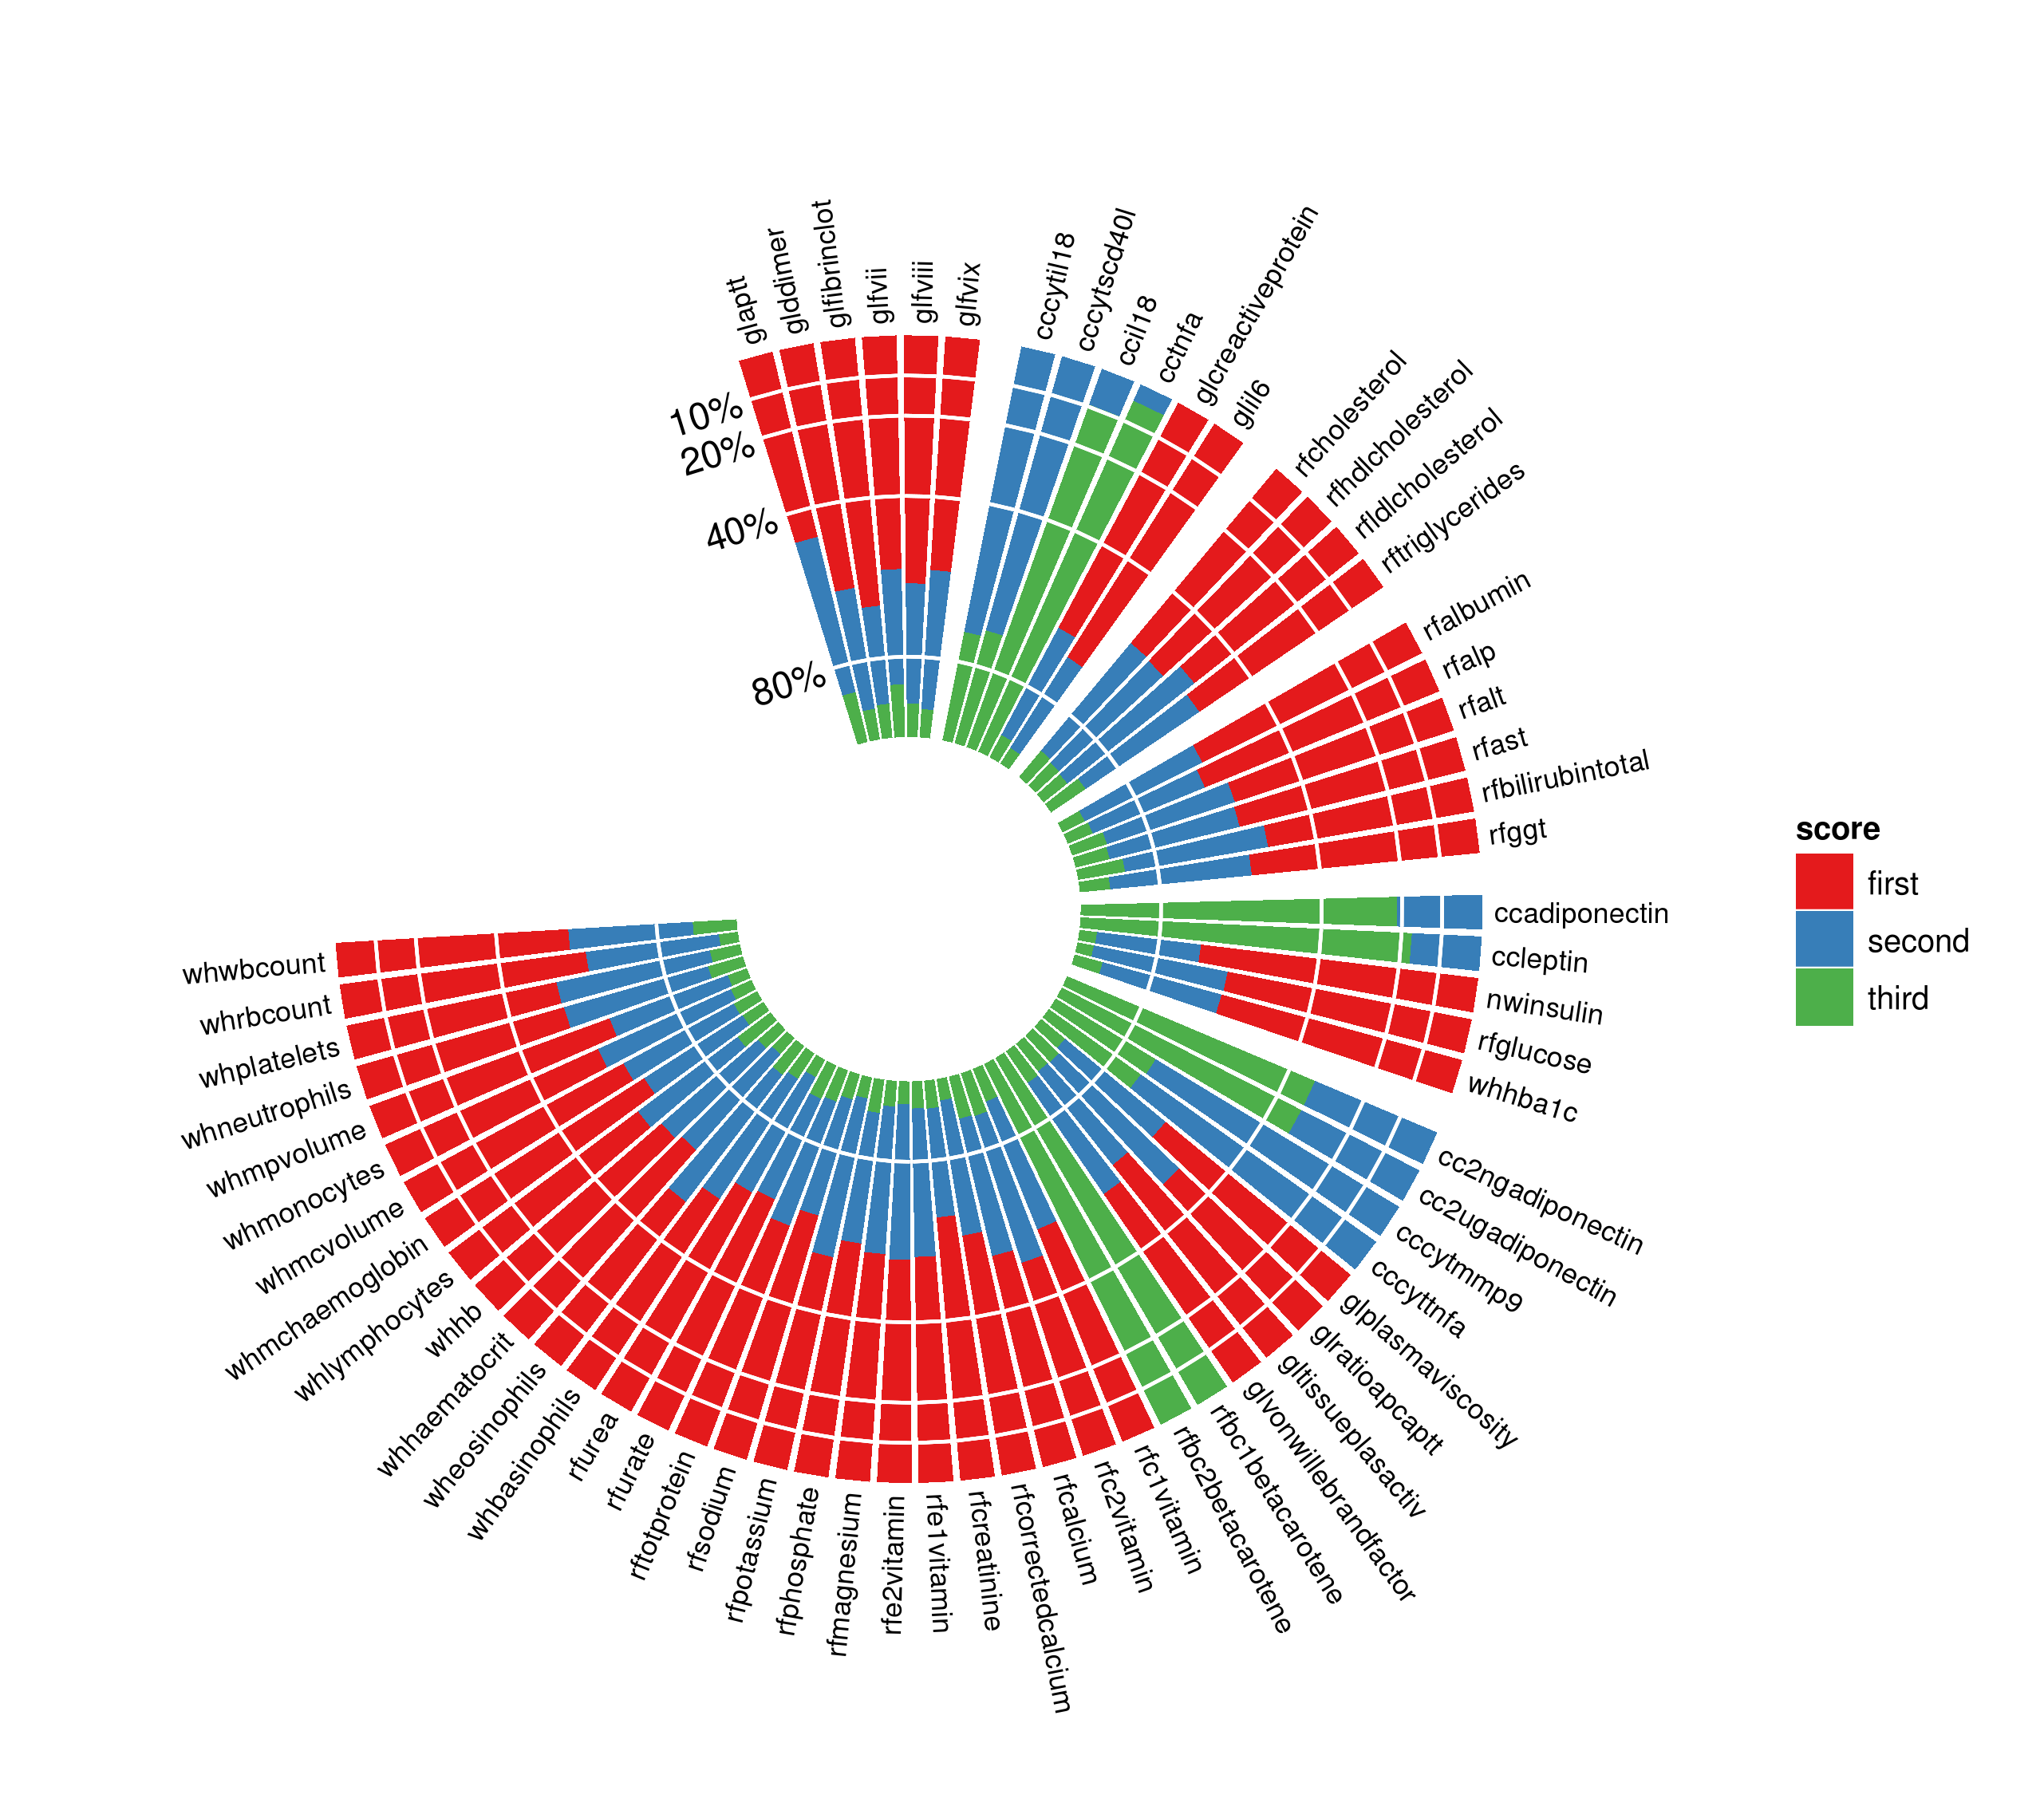 glaptt
glddimer
glfibrinclot
glfvii
glfviii
glfvix
cccytil18
cccytscd40l
ccil18
cctnfa
glcreactiveprotein
glil6
rfcholesterol
rfhdlcholesterol
rfldlcholesterol
rftriglycerides
rfalbumin
rfalp
rfalt
rfast
rfbilirubintotal
rfggt
ccadiponectin
ccleptin
nwinsulin
rfglucose
whhba1c
cc2ngadiponectin
cc2ugadiponectin
cccytmmp9
cccyttnfa
glplasmaviscosity
glratioapcaptt
gltissueplasactiv
glvonwillebrandfactor
rfbc1betacarotene
rfbc2betacarotene
rfc1vitamin
rfc2vitamin
rfcalcium
rfcorrectedcalcium
rfcreatinine
rfe1vitamin
rfe2vitamin
rfmagnesium
rfphosphate
rfpotassium
rfsodium
rftotprotein
rfurate
rfurea
whbasinophils
wheosinophils
whhaematocrit
whhb
whlymphocytes
whmchaemoglobin
whmcvolume
whmonocytes
whmpvolume
whneutrophils
whplatelets
whrbcount
whwbcount
10%
20%
40%
80%
score
first
second
third